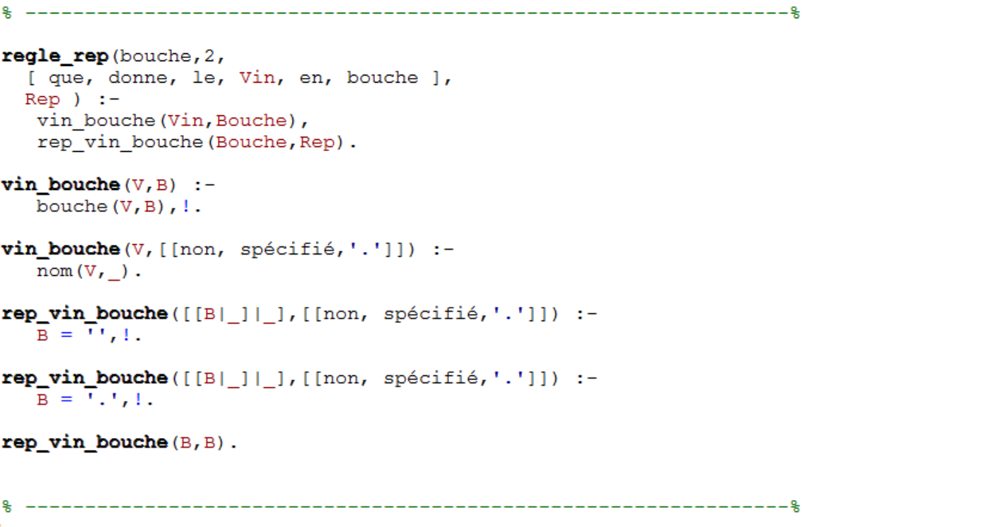 % ----------------------------------------------------------------%
regle_rep(bouche,2,
  [ que, donne, le, Vin, en, bouche ],
  Rep ) :-
   vin_bouche(Vin,Bouche),
   rep_vin_bouche(Bouche,Rep).
vin_bouche(V,B) :-
   bouche(V,B),!.
vin_bouche(V,[[non, spécifié,'.']]) :-
   nom(V,_).
rep_vin_bouche([[B|_]|_],[[non, spécifié,'.']]) :-
   B = '',!.
rep_vin_bouche([[B|_]|_],[[non, spécifié,'.']]) :-
   B = '.',!.
rep_vin_bouche(B,B).
% ----------------------------------------------------------------%